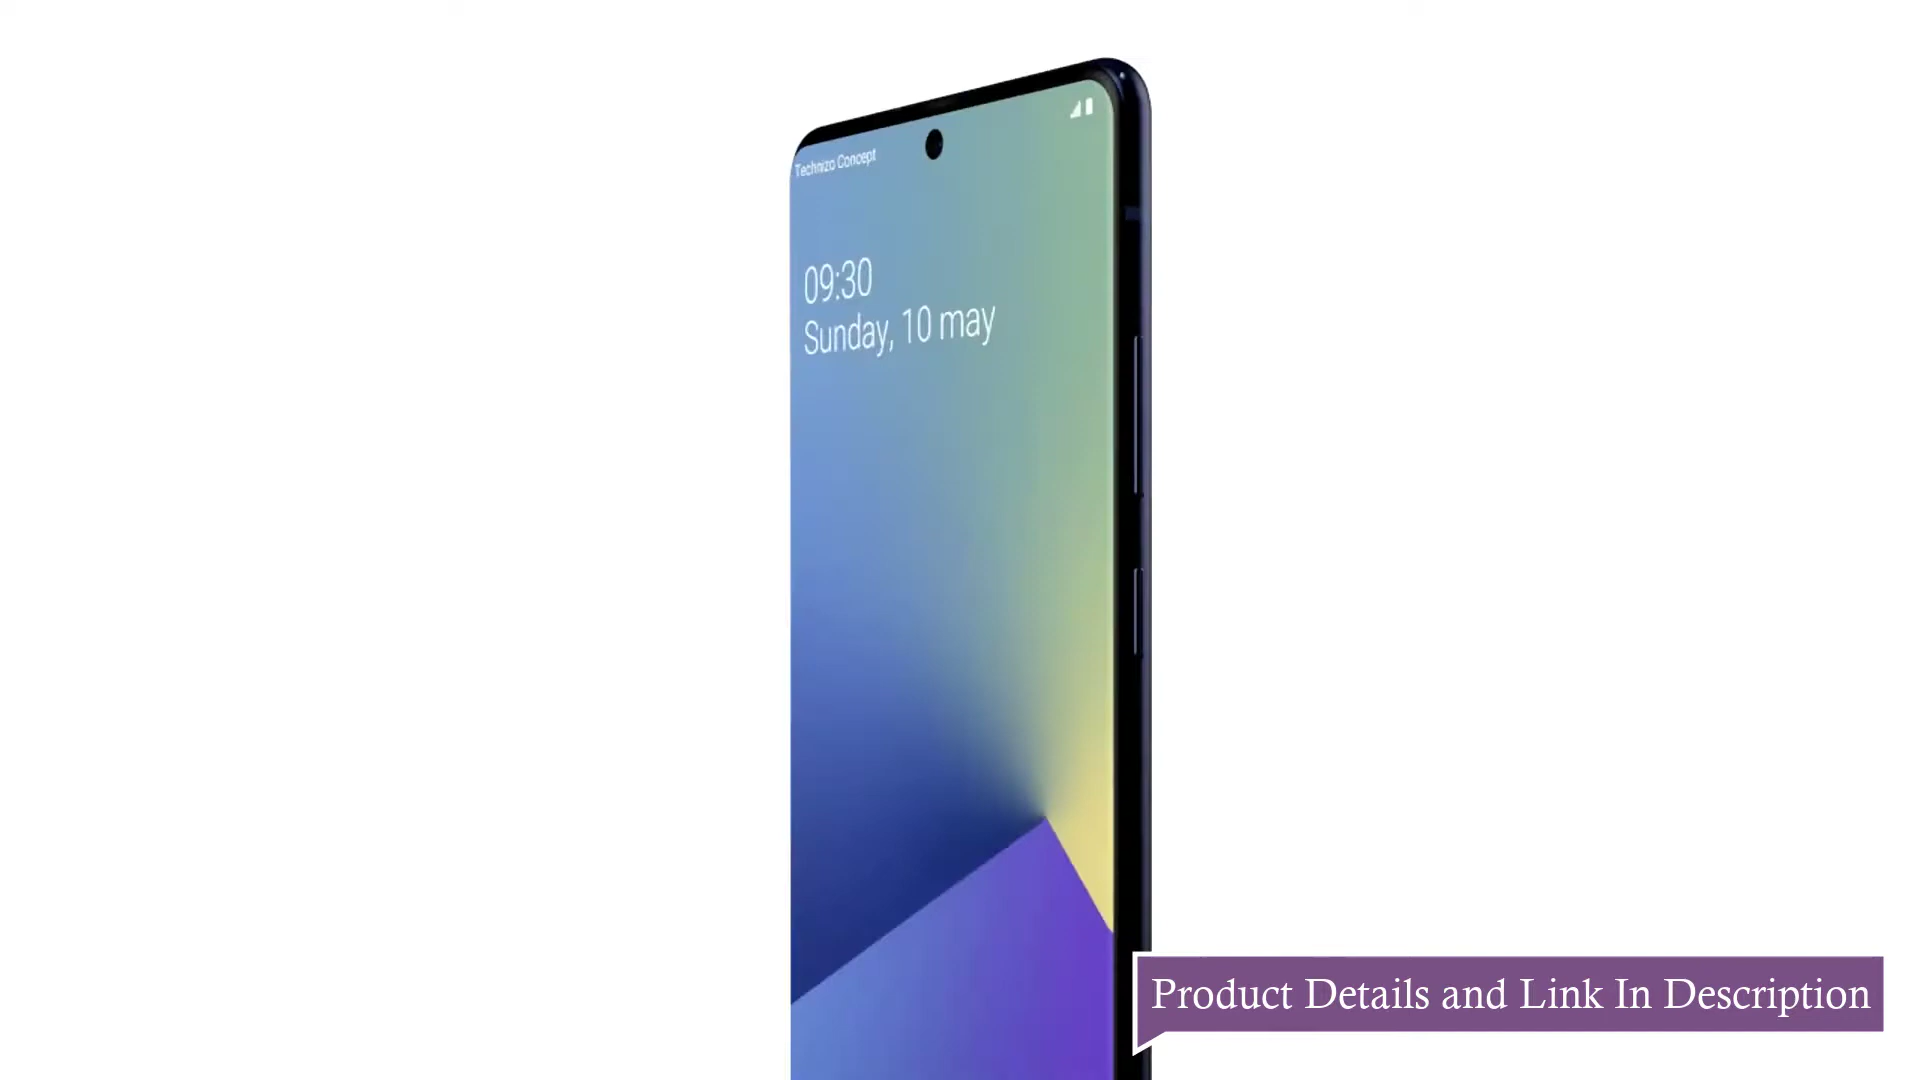 Technizo Concept
09:30
Sunday, 10 may
Product Details and Link In Description